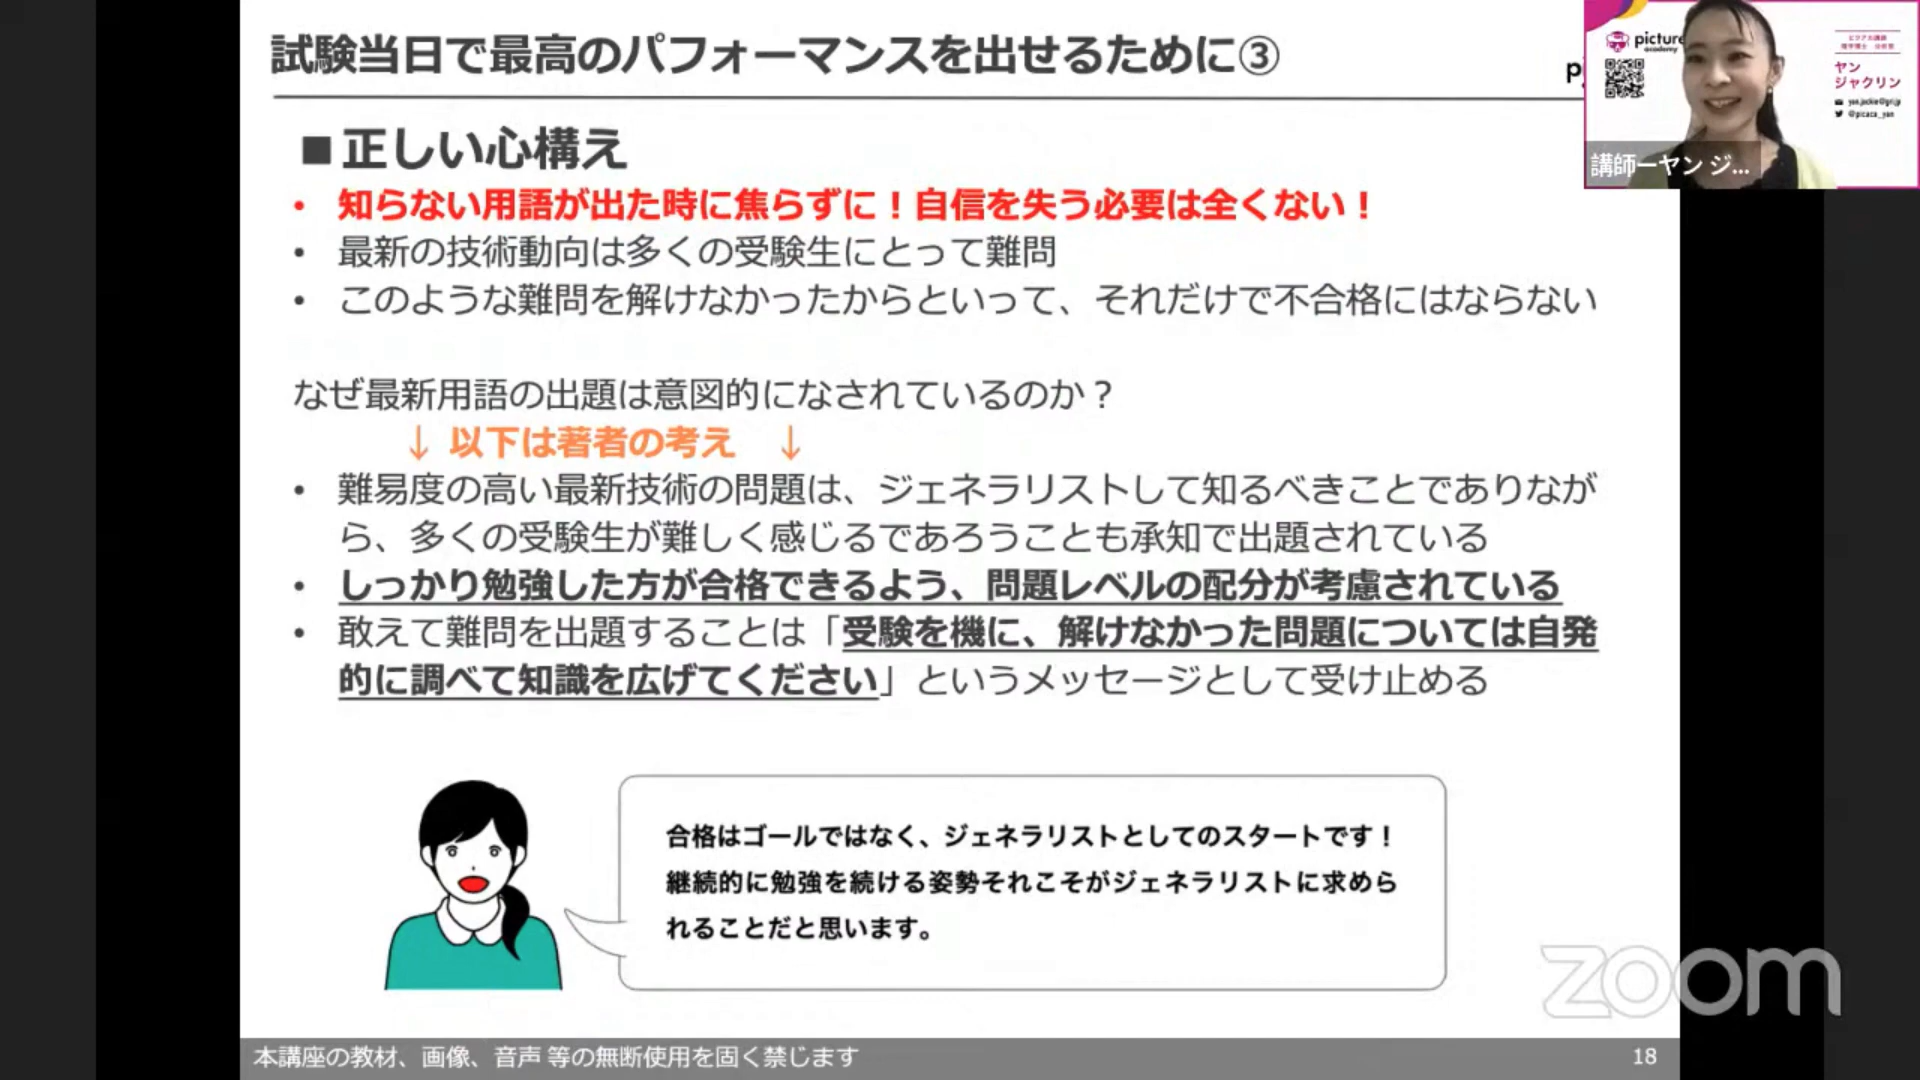 試験当日で最高のパフォーマンスを出せるために③
■正しい心構え
• 知らない用語が出た時に焦らずに！自信を失う必要は全くない！
• 最新の技術動向は多くの受験生にとって難問
• このような難問を解けなかったからといって、それだけで不合格にはならない
なぜ最新用語の出題は意図的になされているのか？
↓ 以下は著者の考え ↓
• 難易度の高い最新技術の問題は、ジェネラリストして知るべきことでありなが
ら、多くの受験生が難しく感じるであろうことも承知で出題されている
• しっかり勉強した方が合格できるよう、問題レベルの配分が考慮されている
• 敢えて難問を出題することは「受験を機に、解けなかった問題については自発
的に調べて知識を広げてください」というメッセージとして受け止める
合格はゴールではなく、ジェネラリストとしてのスタートです！
継続的に勉強を続ける姿勢それこそがジェネラリストに求めら
れることだと思います。
本講座の教材、画像、音声 等の無断使用を固く禁じます
18
picture
academy
ヤン
ジャクリン
@picaca_yan
講師ーヤン ジ...
zoom